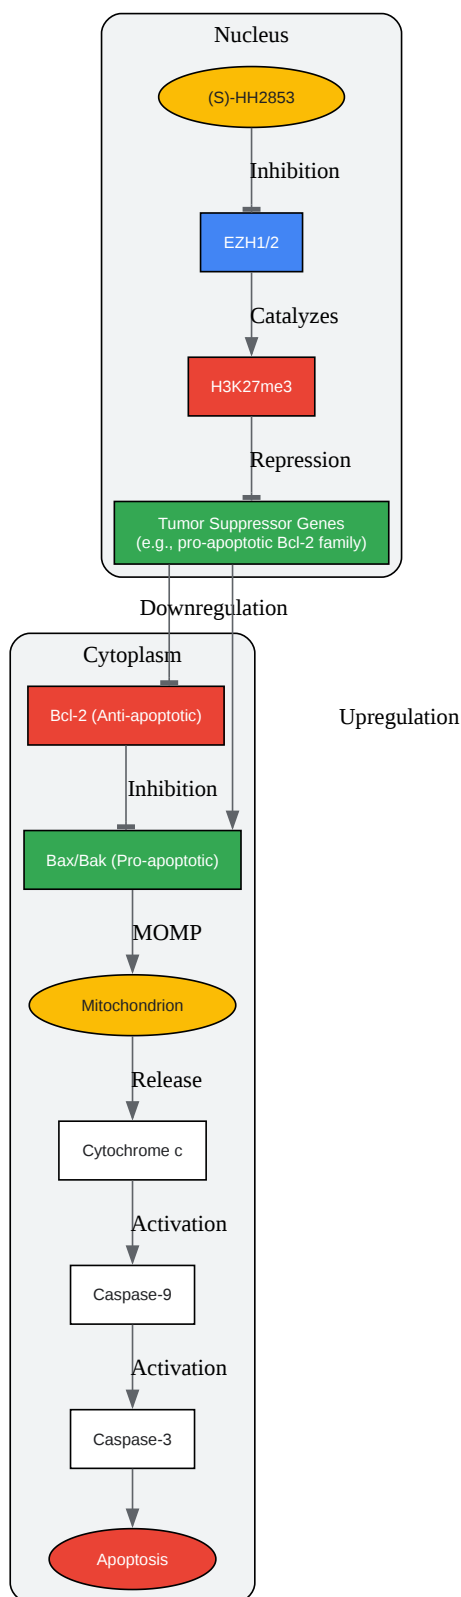 Nucleus
(S)-HH2853
Inhibition
EZH1/2
Catalyzes
H3K27me3
Repression
Tumor Suppressor Genes
(e.g., pro-apoptotic Bcl-2 family)
Downregulation
Cytoplasm
Bcl-2 (Anti-apoptotic)
Upregulation
Inhibition
Bax/Bak (Pro-apoptotic)
MOMP
Mitochondrion
Release
Cytochrome c
Activation
Caspase-9
Activation
Caspase-3
Apoptosis